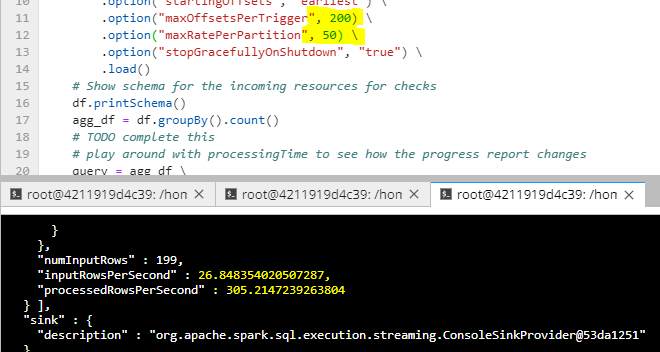 10 .option("startingOffsets", "earliest") \
11 .option("maxOffsetsPerTrigger", 200) \
12 .option("maxRatePerPartition", 50) \
13 .option("stopGracefullyOnShutdown", "true") \
14 .load()
15 # Show schema for the incoming resources for checks
16 df.printSchema()
17 agg_df = df.groupBy().count()
18 # TODO complete this
19 # play around with processingTime to see how the progress report changes
20 query = agg_df \
root@4211919d4c39: /hon × root@4211919d4c39: /hon × root@4211919d4c39: /hon ×
}
},
"numInputRows" : 199,
"inputRowsPerSecond" : 26.848354020507287,
"processedRowsPerSecond" : 305.2147239263804
} ],
"sink" : {
"description" : "org.apache.spark.sql.execution.streaming.ConsoleSinkProvider@53da1251"
}